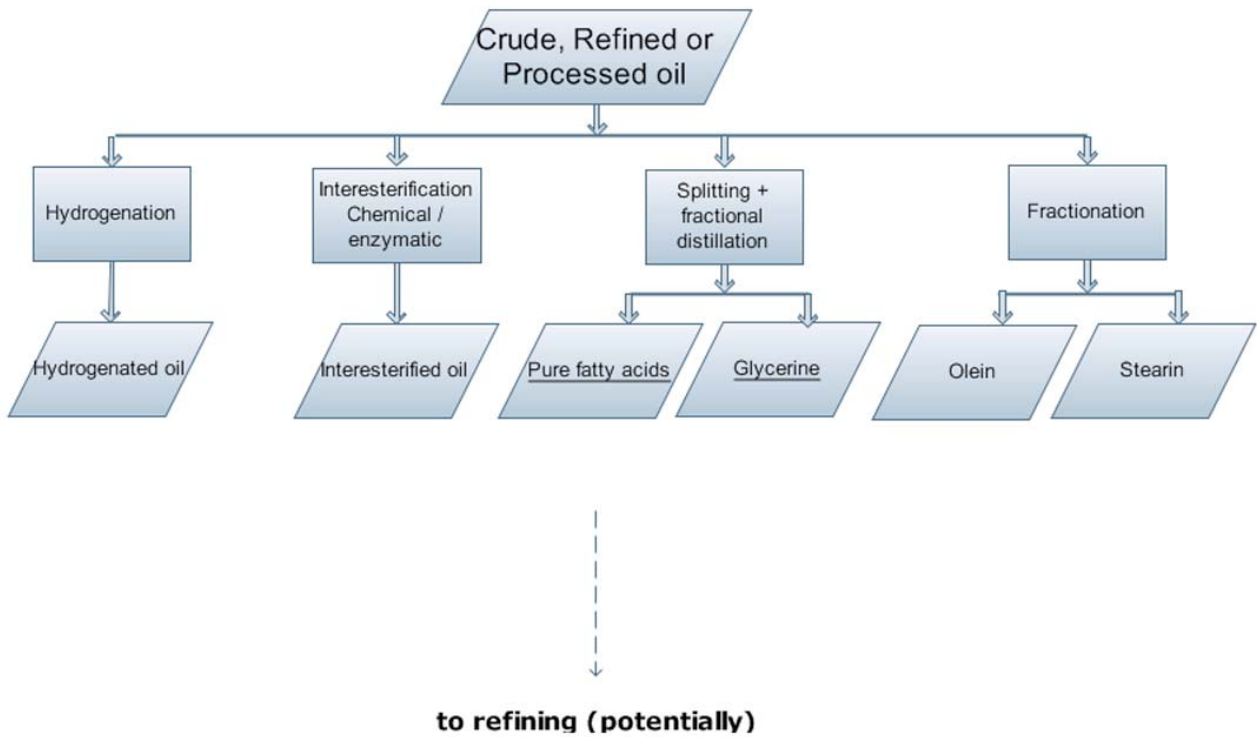 Crude, Refined or
Processed oil
Hydrogenation
Interesterification
Chemical /
enzymatic
Splitting +
fractional
distillation
Fractionation
Hydrogenated oil
Interesterified oil
Pure fatty acids
Glycerine
Olein
Stearin
to refining (potentially)